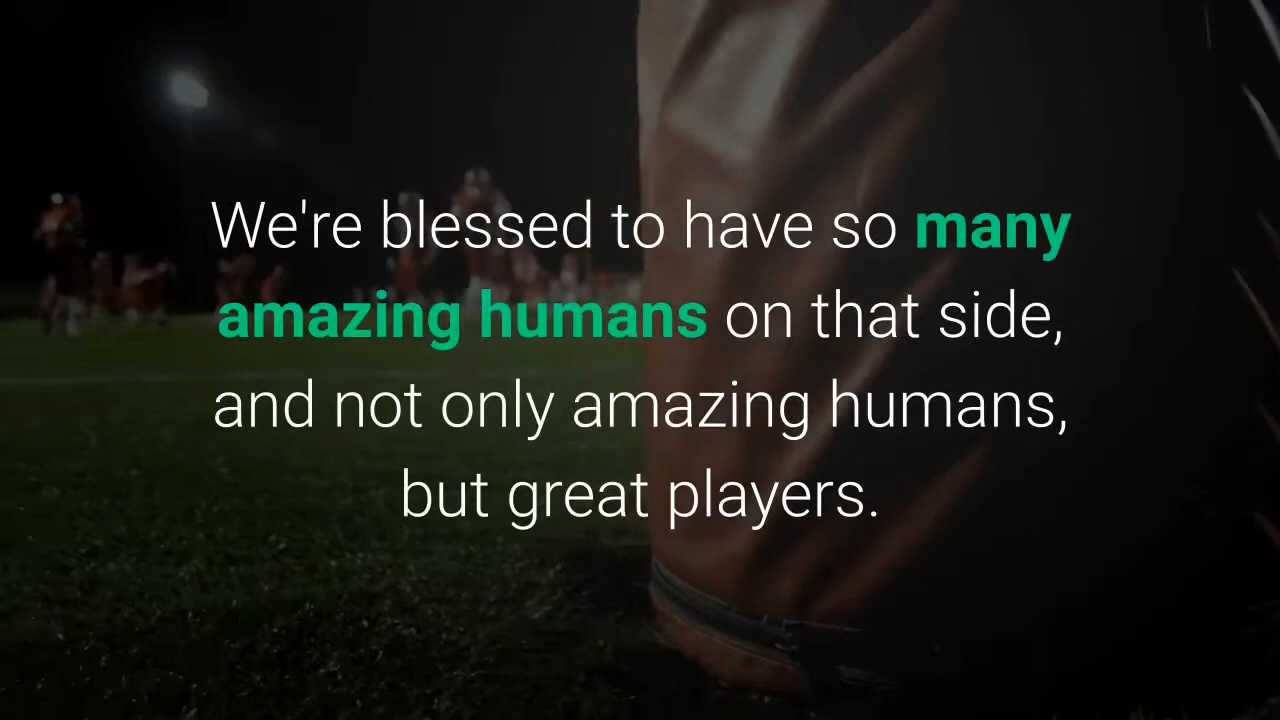 We're blessed to have so many
amazing humans on that side,
and not only amazing humans,
but great players.